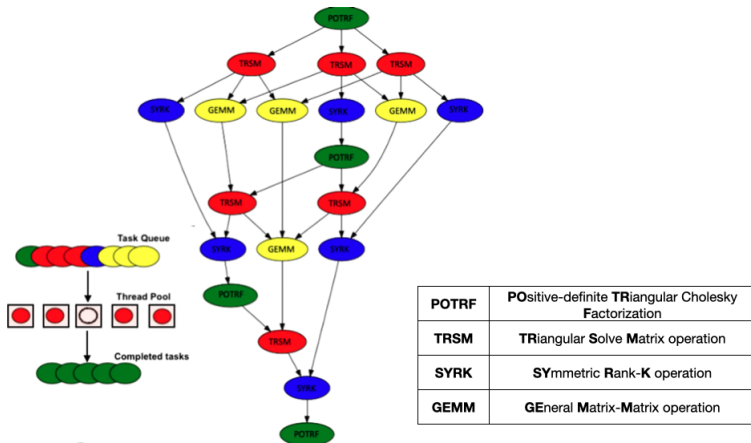 POTRF
TRSM
TRSM
TRSM
SYRK
GEMM
GEMM
SYRK
GEMM
SYRK
POTRF
TRSM
TRSM
SYRK
GEMM
SYRK
POTRF
TRSM
SYRK
POTRF
Task Queue
Thread Pool
Completed tasks
POTRF POsitive-definite TRiangular Cholesky
Factorization
TRSM TRiangular Solve Matrix operation
SYRK SYmmetric Rank-K operation
GEMM GEneral Matrix-Matrix operation